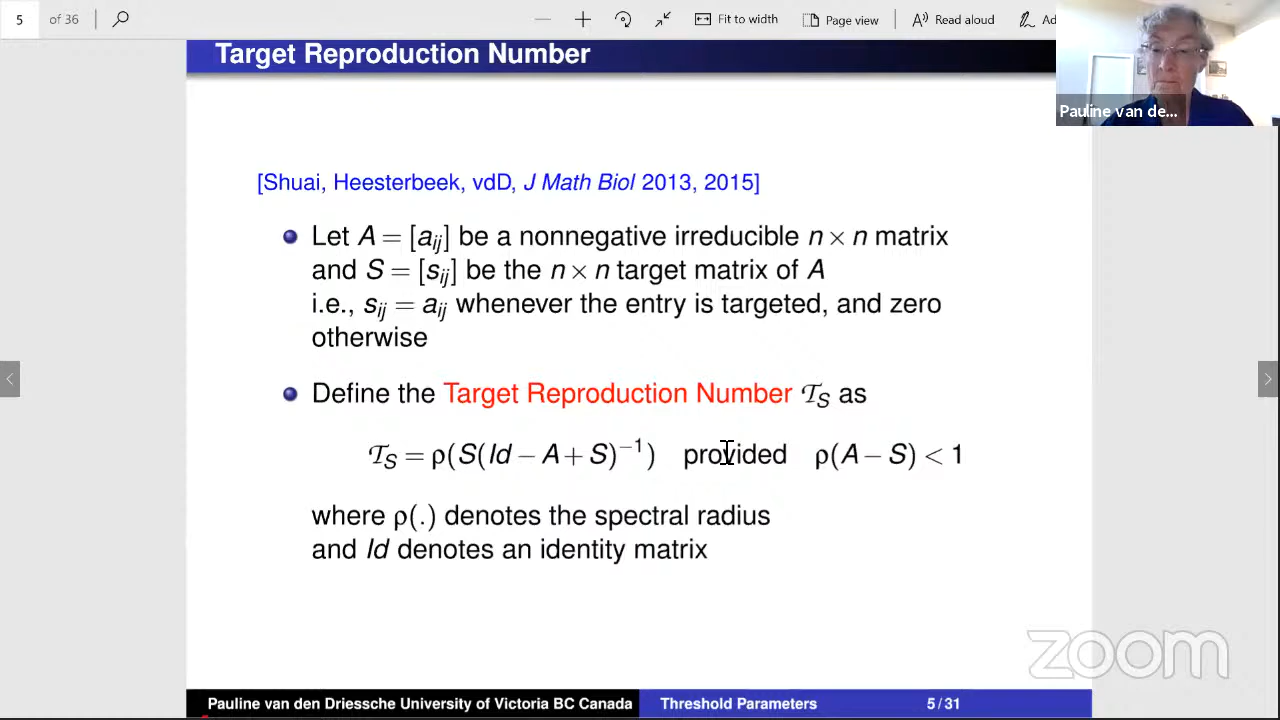 5 of 36
Fit to width
Page view
Read aloud
Ad
Target Reproduction Number
Pauline van de...
[Shuai, Heesterbeek, vdD, J Math Biol 2013, 2015]
Let A = [aᵢⱼ] be a nonnegative irreducible n × n matrix
and S = [sᵢⱼ] be the n × n target matrix of A
i.e., sᵢⱼ = aᵢⱼ whenever the entry is targeted, and zero
otherwise
Define the Target Reproduction Number 𝒯_S as
𝒯_S = ρ(S(Id − A + S)⁻¹) provided ρ(A − S) < 1
where ρ(.) denotes the spectral radius
and Id denotes an identity matrix
zoom
Pauline van den Driessche University of Victoria BC Canada Threshold Parameters 5 / 31